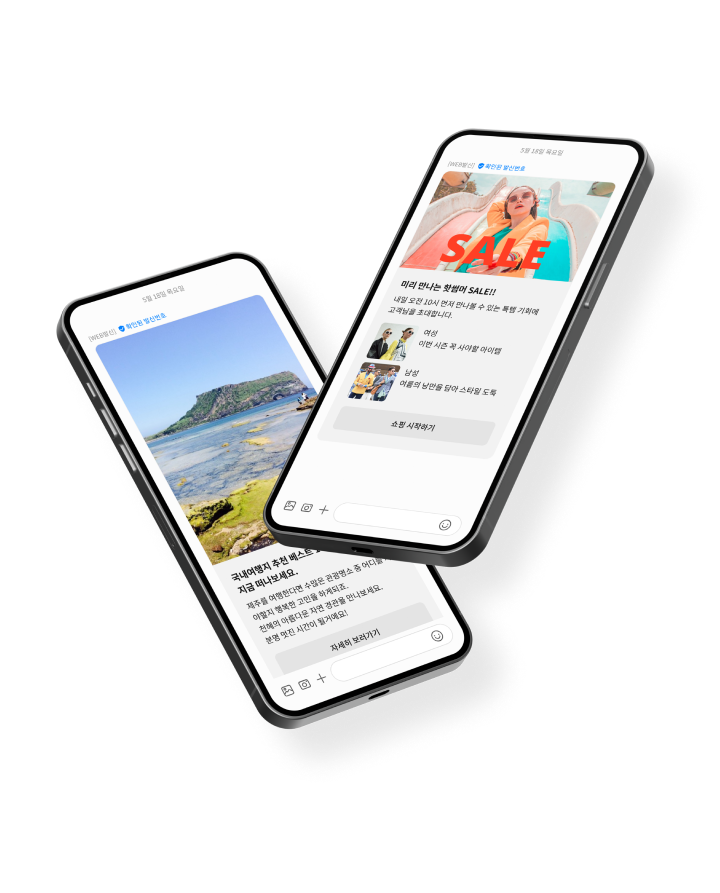 5월 18일 목요일
[WEB발신] 확인된 발신번호
SALE
미리 만나는 핫썸머 SALE!!
내일 오전 10시 먼저 만나볼 수 있는 특템 기회에
고객님을 초대합니다.
여성
이번 시즌 꼭 사야할 아이템
남성
여름의 낭만을 담아 스타일 도톡
쇼핑 시작하기
5월 18일 목요일
[WEB발신] 확인된 발신번호
국내여행지 추천 베스트
지금 떠나보세요.
제주를 여행한다면 수많은 관광명소 중 어디를
야할지 행복한 고민을 하게되죠.
천혜의 아름다운 자연 경관을 만나보세요.
분명 멋진 시간이 될거예요!
자세히 보러가기